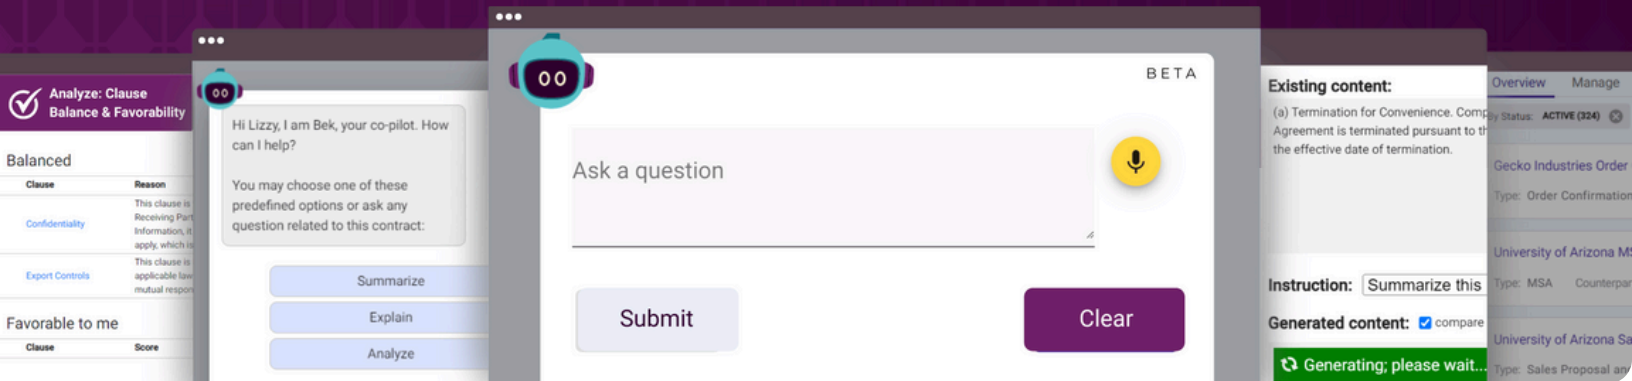 Analyze: Clause
Balance & Favorability
Balanced
Clause Reason
Confidentiality
This clause is
Receiving Part
Information, it
apply, which is
Export Controls
This clause is
applicable law
mutual respon
Favorable to me
Clause Score
Hi Lizzy, I am Bek, your co-pilot. How
can I help?
You may choose one of these
predefined options or ask any
question related to this contract:
Summarize
Explain
Analyze
BETA
Ask a question
Submit
Clear
Existing content:
(a) Termination for Convenience. Comp
Agreement is terminated pursuant to th
the effective date of termination.
Instruction: Summarize this
Generated content: compare
Generating; please wait...
Overview Manage
by Status: ACTIVE (324)
Gecko Industries Order
Type: Order Confirmation
University of Arizona MS
Type: MSA Counterpar
University of Arizona Sa
Type: Sales Proposal an